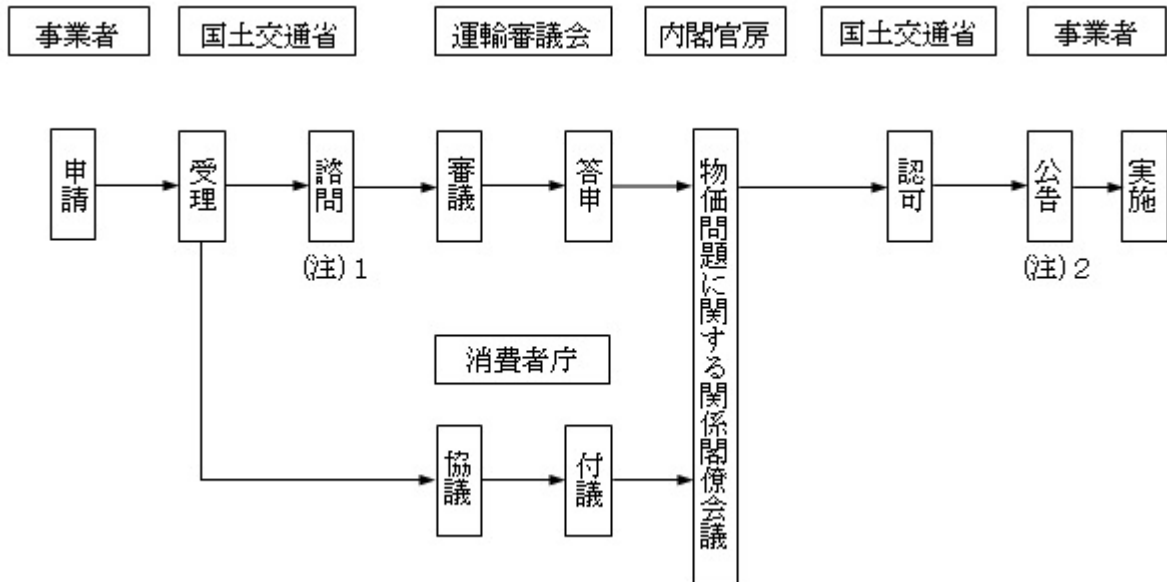 事業者 国土交通省 運輸審議会 内閣官房 国土交通省 事業者
申請
受理
諮問
(注)1
審議
答申
物価問題に関する関係閣僚会議
認可
公告
(注)2
実施
消費者庁
協議
付議